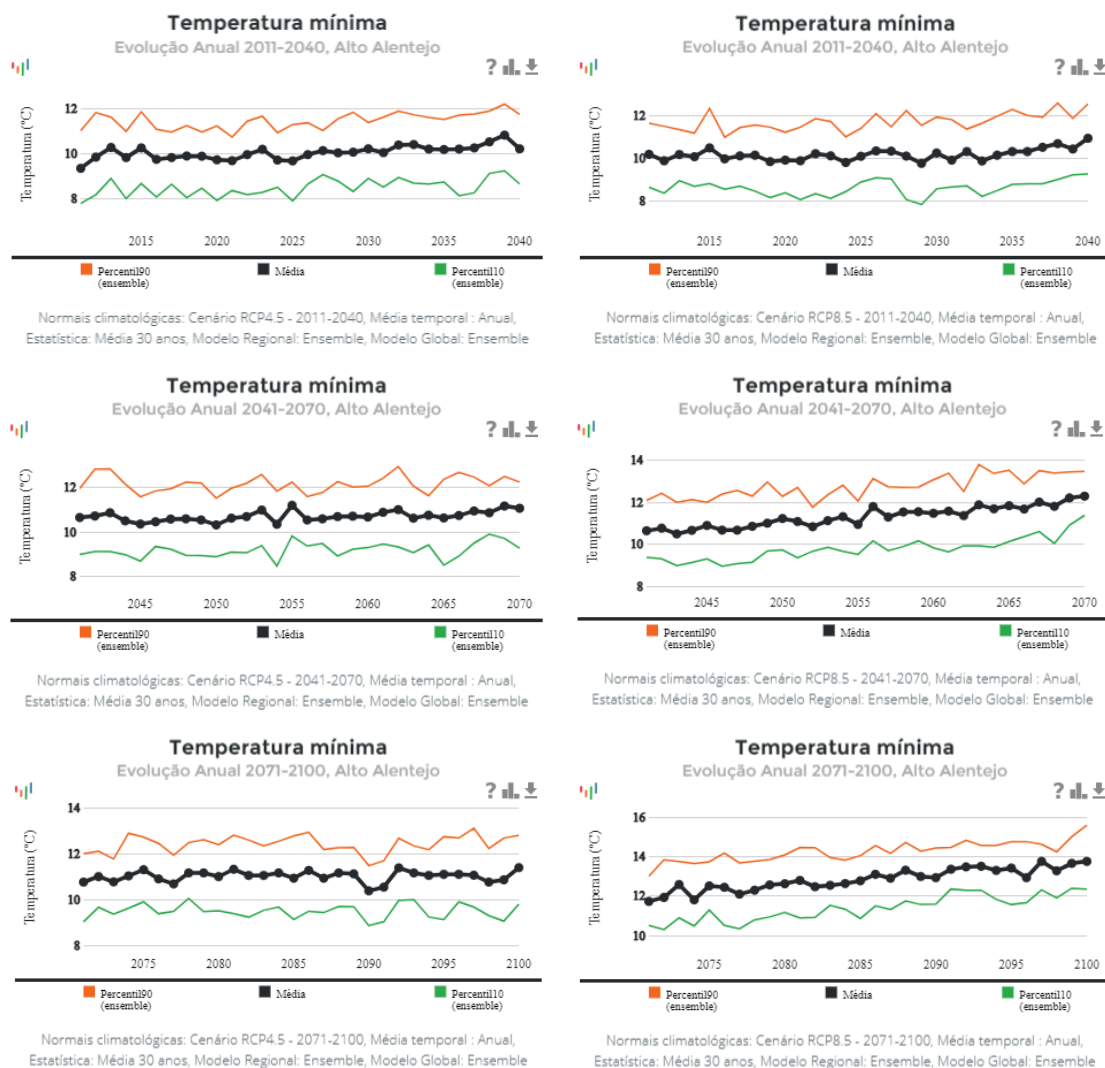 Temperatura mínima
Evolução Anual 2011-2040, Alto Alentejo
?
Temperatura (°C)
12
10
8
2015 2020 2025 2030 2035 2040
Percentil90 (ensemble) Média Percentil10 (ensemble)
Normais climatológicas: Cenário RCP4.5 - 2011-2040, Média temporal : Anual,
Estatística: Média 30 anos, Modelo Regional: Ensemble, Modelo Global: Ensemble
Temperatura mínima
Evolução Anual 2011-2040, Alto Alentejo
?
Temperatura (°C)
12
10
8
2015 2020 2025 2030 2035 2040
Percentil90 (ensemble) Média Percentil10 (ensemble)
Normais climatológicas: Cenário RCP8.5 - 2011-2040, Média temporal : Anual,
Estatística: Média 30 anos, Modelo Regional: Ensemble, Modelo Global: Ensemble
Temperatura mínima
Evolução Anual 2041-2070, Alto Alentejo
?
Temperatura (°C)
12
10
8
2045 2050 2055 2060 2065 2070
Percentil90 (ensemble) Média Percentil10 (ensemble)
Normais climatológicas: Cenário RCP4.5 - 2041-2070, Média temporal : Anual,
Estatística: Média 30 anos, Modelo Regional: Ensemble, Modelo Global: Ensemble
Temperatura mínima
Evolução Anual 2041-2070, Alto Alentejo
?
Temperatura (°C)
14
12
10
8
2045 2050 2055 2060 2065 2070
Percentil90 (ensemble) Média Percentil10 (ensemble)
Normais climatológicas: Cenário RCP8.5 - 2041-2070, Média temporal : Anual,
Estatística: Média 30 anos, Modelo Regional: Ensemble, Modelo Global: Ensemble
Temperatura mínima
Evolução Anual 2071-2100, Alto Alentejo
?
Temperatura (°C)
14
12
10
8
2075 2080 2085 2090 2095 2100
Percentil90 (ensemble) Média Percentil10 (ensemble)
Normais climatológicas: Cenário RCP4.5 - 2071-2100, Média temporal : Anual,
Estatística: Média 30 anos, Modelo Regional: Ensemble, Modelo Global: Ensemble
Temperatura mínima
Evolução Anual 2071-2100, Alto Alentejo
?
Temperatura (°C)
16
14
12
10
2075 2080 2085 2090 2095 2100
Percentil90 (ensemble) Média Percentil10 (ensemble)
Normais climatológicas: Cenário RCP8.5 - 2071-2100, Média temporal : Anual,
Estatística: Média 30 anos, Modelo Regional: Ensemble, Modelo Global: Ensemble